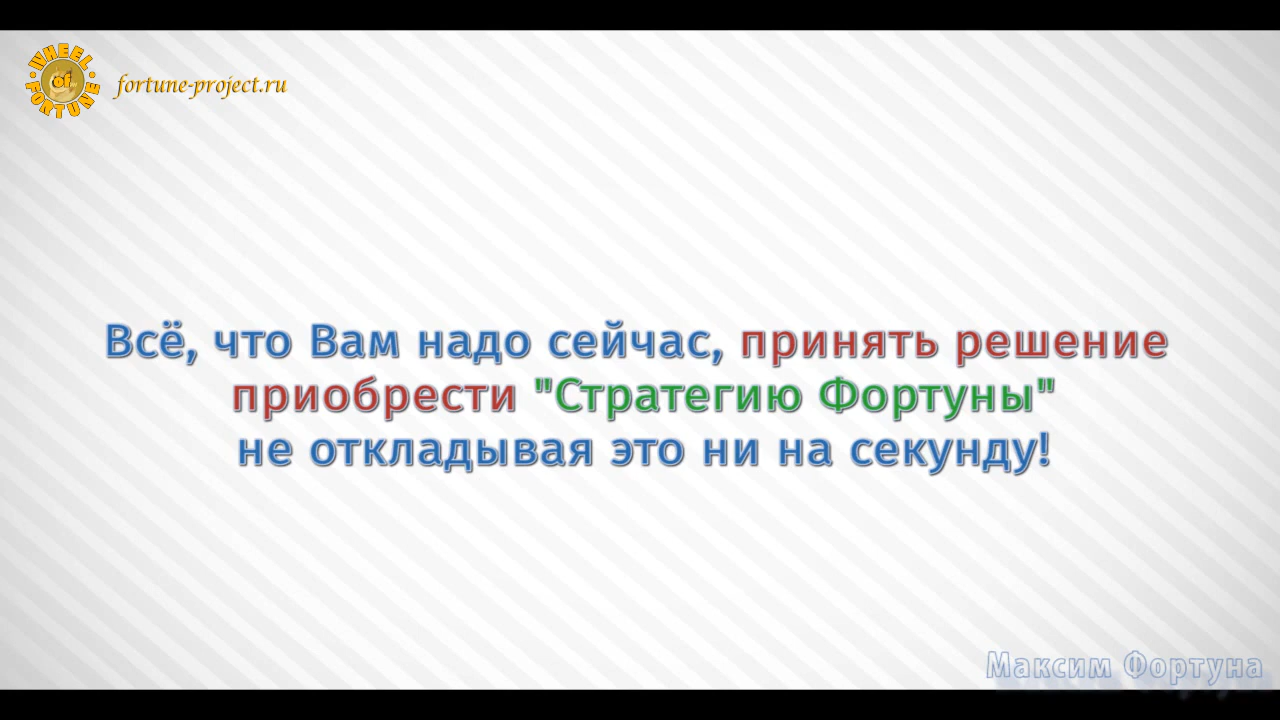 WHEEL
of
FORTUNE
fortune-project.ru
Всё, что Вам надо сейчас, принять решение
приобрести "Стратегию Фортуны"
не откладывая это ни на секунду!
Максим Фортуна